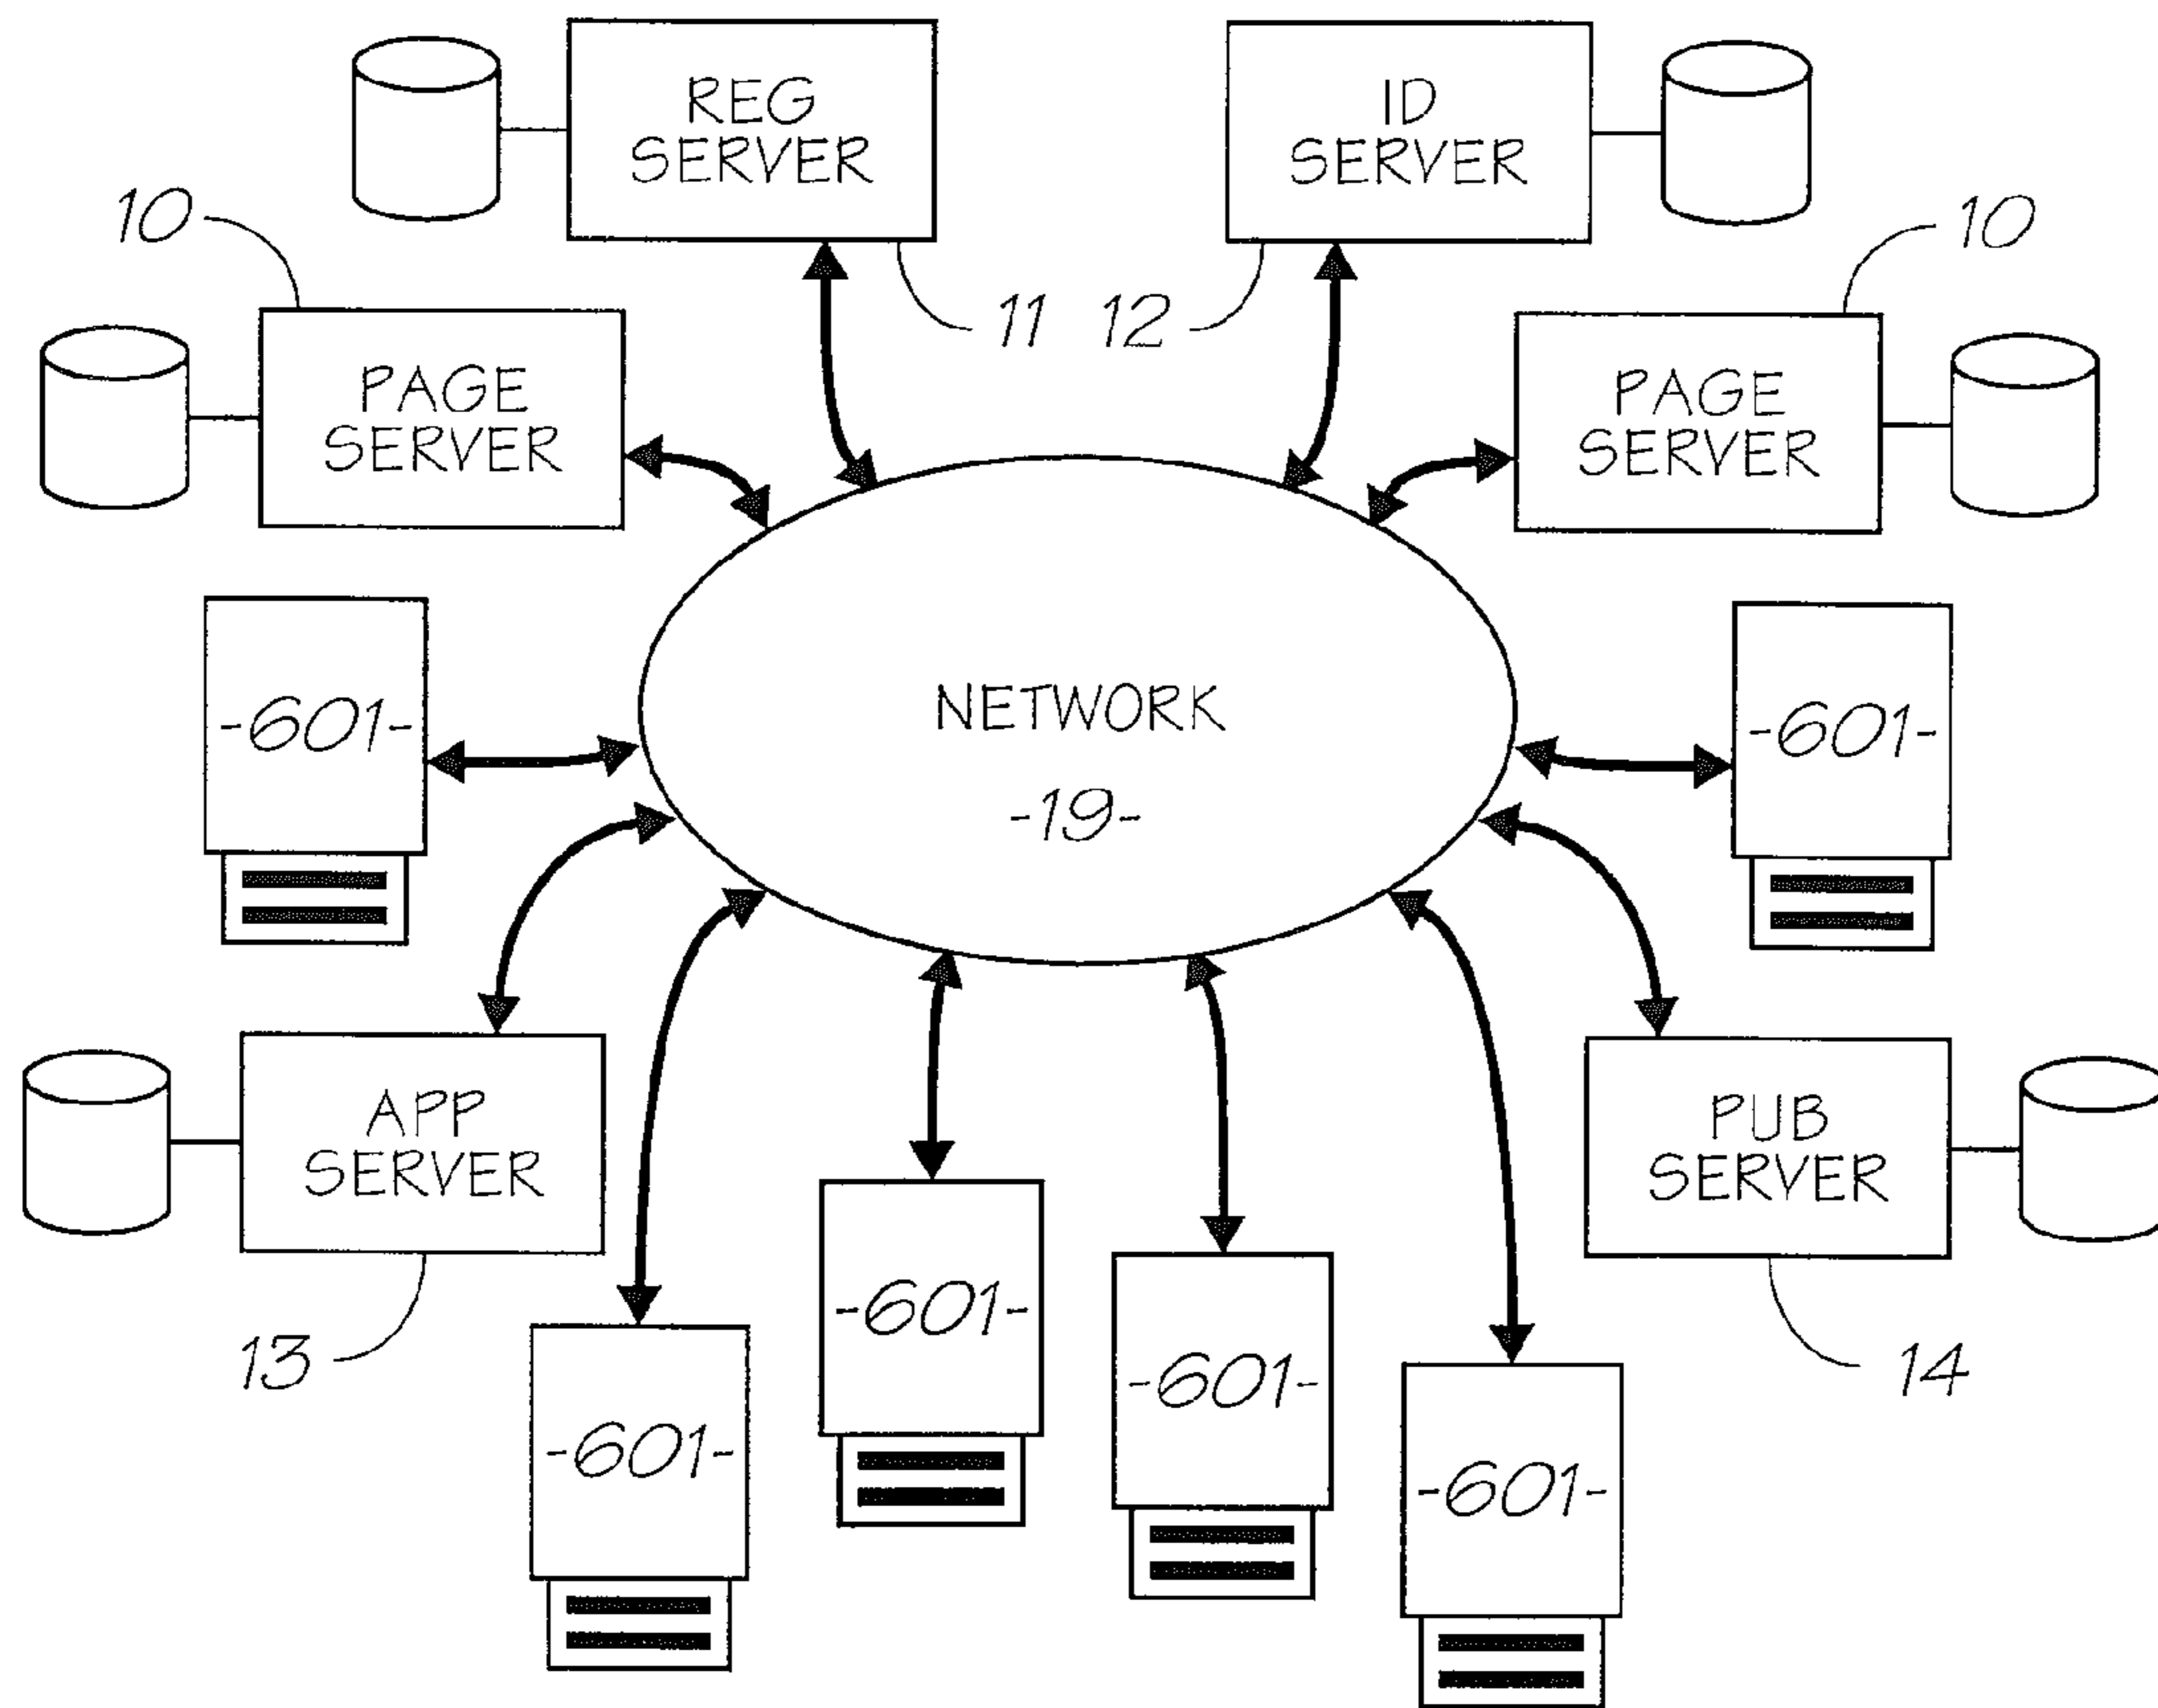 REG
SERVER
ID
SERVER
10
10
11
12
PAGE
SERVER
PAGE
SERVER
-601-
NETWORK
-19-
-601-
APP
SERVER
PUB
SERVER
13
-601-
-601-
-601-
-601-
14